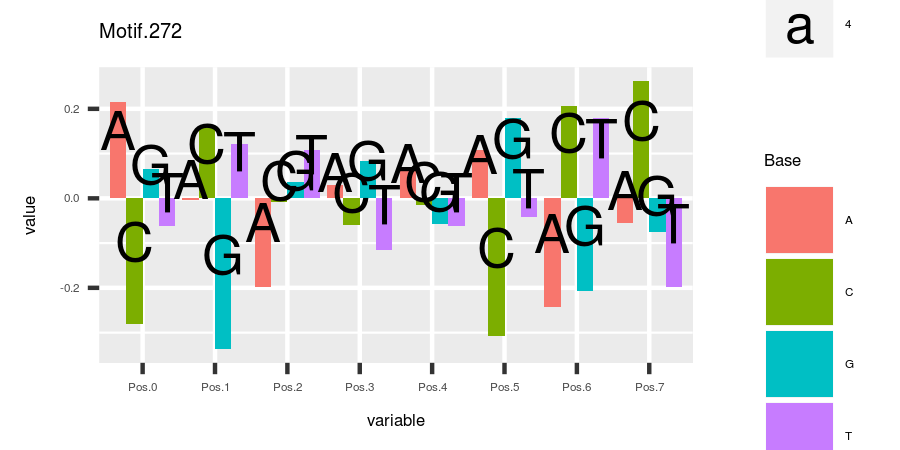 Motif.272
a 4
value
0.2
0.0
-0.2
A C G T A C G T A C G T A C G T A C G T A C G T A C G T A C G T
Pos.0 Pos.1 Pos.2 Pos.3 Pos.4 Pos.5 Pos.6 Pos.7
variable
Base
A
C
G
T